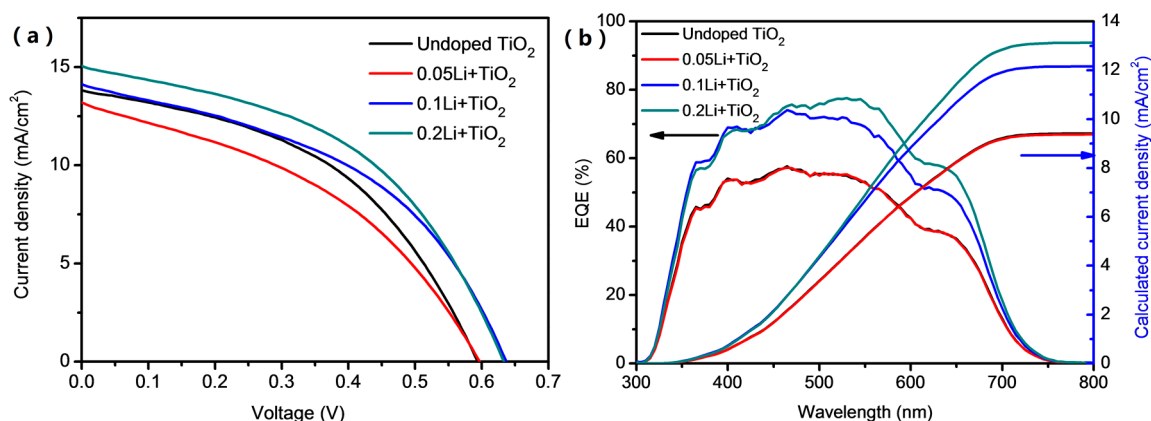 (a)
Undoped TiO2
0.05Li+TiO2
0.1Li+TiO2
0.2Li+TiO2
15
10
5
0
0.0 0.1 0.2 0.3 0.4 0.5 0.6 0.7
Current density (mA/cm2)
Voltage (V)
(b)
Undoped TiO2
0.05Li+TiO2
0.1Li+TiO2
0.2Li+TiO2
100
80
60
40
20
0
300 400 500 600 700 800
14
12
10
8
6
4
2
0
EQE (%)
Wavelength (nm)
Calculated current density (mA/cm2)